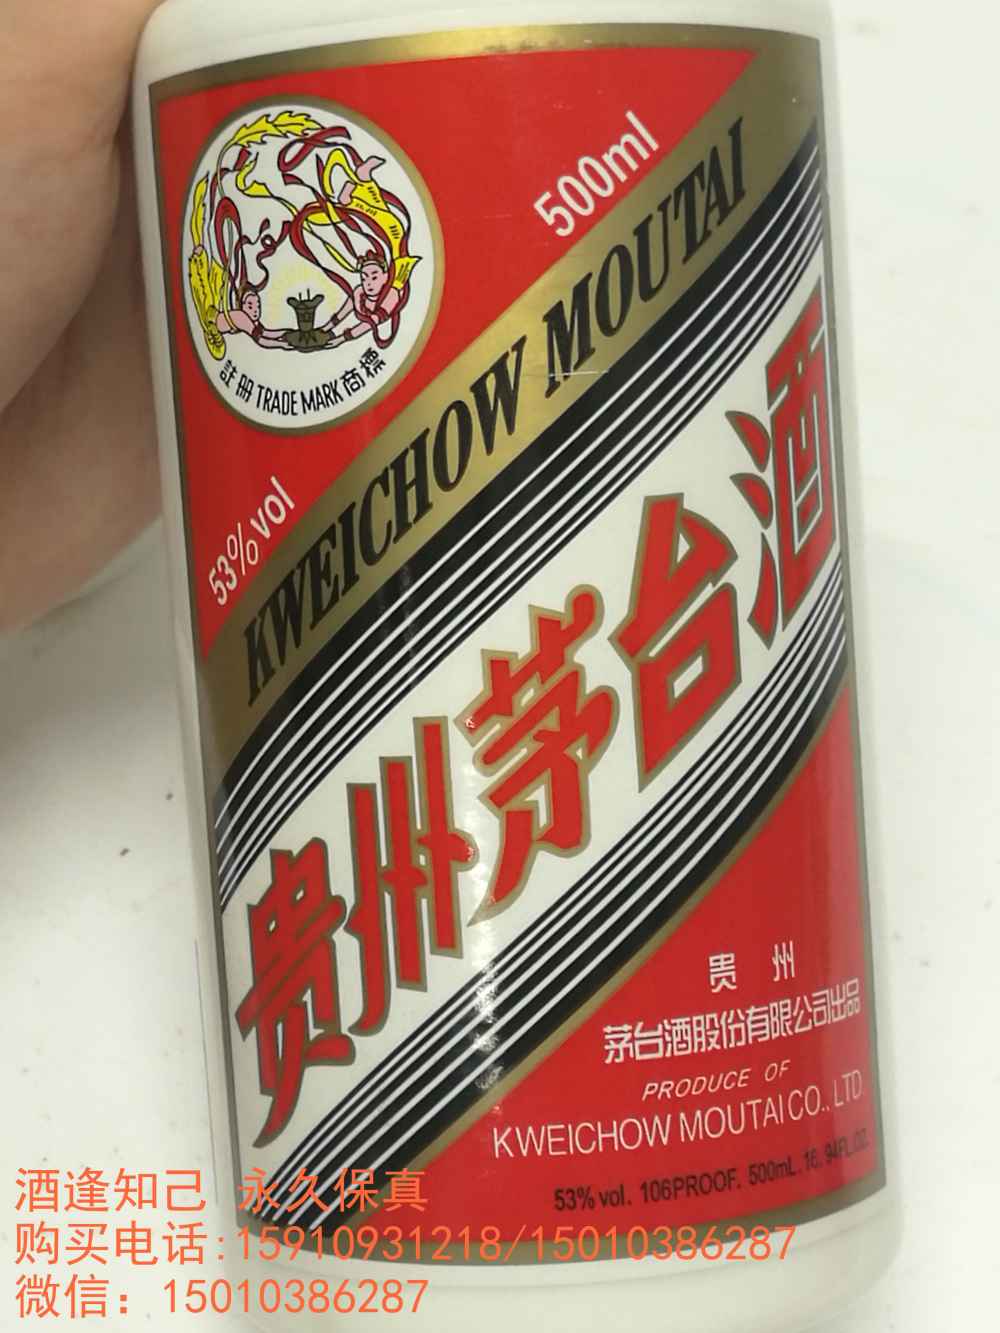 註冊 TRADE MARK 商標
500ml
53%vol
KWEICHOW MOUTAI
贵州茅台酒
贵 州
茅台酒股份有限公司出品
PRODUCE OF
KWEICHOW MOUTAI CO., LTD.
53% vol. 106PROOF. 500mL. 16.94FL.OZ.
酒逢知己 永久保真
购买电话:15910931218/15010386287
微信：15010386287